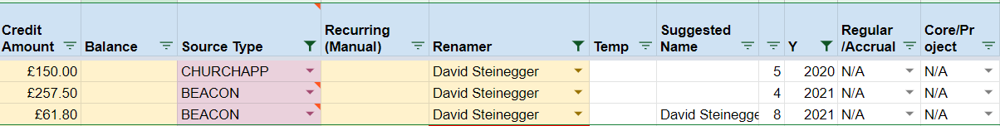 Credit Amount Balance Source Type Recurring (Manual) Renamer Temp Suggested Name Y Regular /Accrual Core/Pr oject
£150.00 CHURCHAPP David Steinegger 5 2020 N/A N/A
£257.50 BEACON David Steinegger 4 2021 N/A N/A
£61.80 BEACON David Steinegger David Steinegge 8 2021 N/A N/A